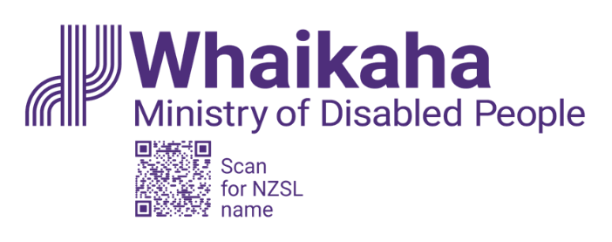 Whaikaha
Ministry of Disabled People
Scan
for NZSL
name